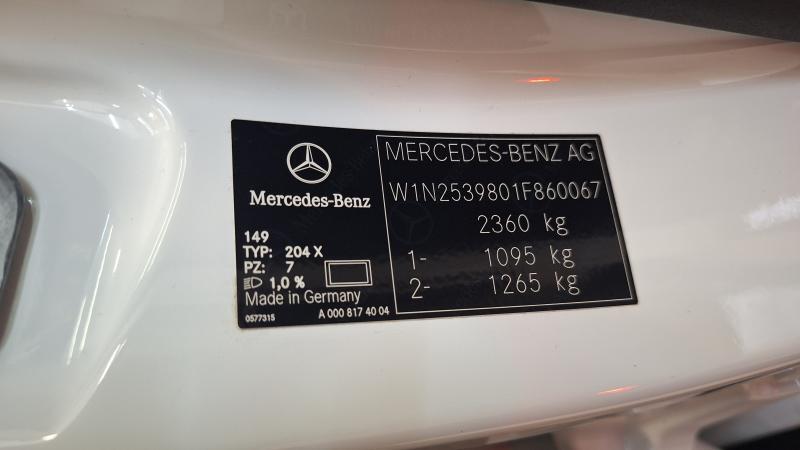 Mercedes-Benz
149
TYP: 204 X
PZ: 7
1,0 %
Made in Germany
0577315 A 000 817 40 04
MERCEDES-BENZ AG
W1N2539801F860067
2360 kg
1- 1095 kg
2- 1265 kg